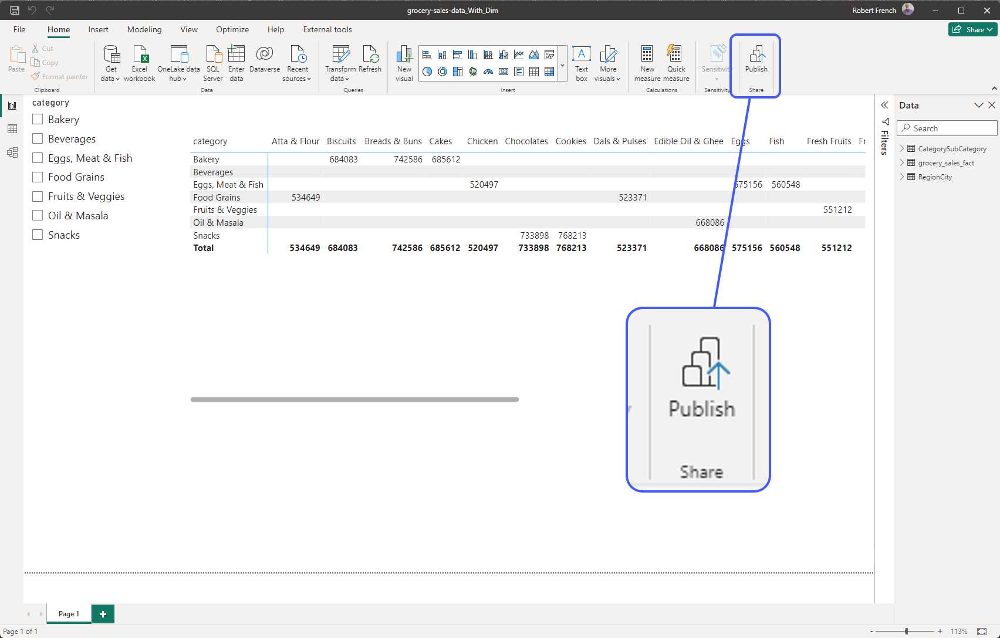 grocery-sales-data_With_Dim
Robert French
File Home Insert Modeling View Optimize Help External tools
Share
Paste
Cut
Copy
Format painter
Clipboard
Get data
Excel workbook
OneLake data hub
SQL Server
Enter data
Dataverse
Recent sources
Data
Transform data
Refresh
Queries
New visual
123
A
Text box
More visuals
Insert
New measure
Quick measure
Calculations
Sensitivity
Sensitivity
Publish
Share
category
Bakery
Beverages
Eggs, Meat & Fish
Food Grains
Fruits & Veggies
Oil & Masala
Snacks
category Atta & Flour Biscuits Breads & Buns Cakes Chicken Chocolates Cookies Dals & Pulses Edible Oil & Ghee Eggs Fish Fresh Fruits Fr
Bakery 684083 742586 685612
Beverages
Eggs, Meat & Fish 520497 575156 560548
Food Grains 534649 523371
Fruits & Veggies 551212
Oil & Masala 668086
Snacks 733898 768213
Total 534649 684083 742586 685612 520497 733898 768213 523371 668086 575156 560548 551212
Publish
Share
Filters
Data
Search
CategorySubCategory
grocery_sales_fact
RegionCity
Page 1
+
Page 1 of 1
- + 113%